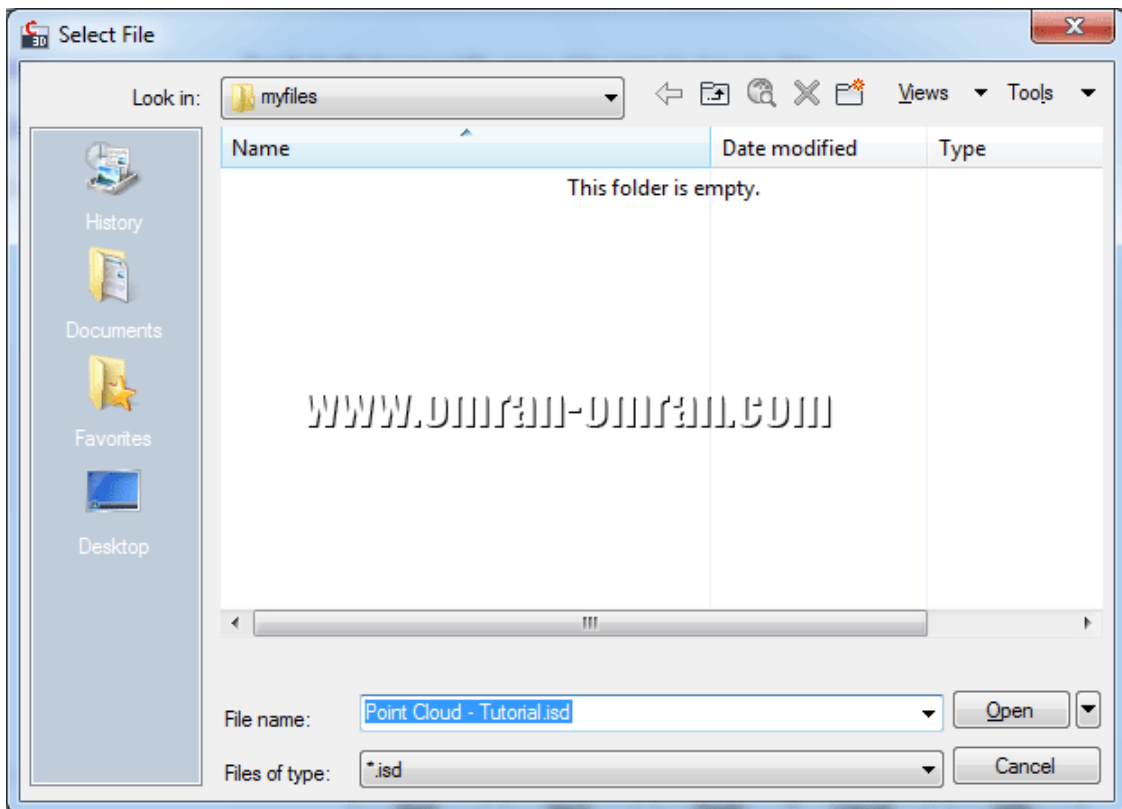 Select File
Look in: myfiles Views Tools
Name Date modified Type
This folder is empty.
History
Documents
Favorites
Desktop
www.omran-omran.com
File name: Point Cloud - Tutorial.isd Open
Files of type: *.isd Cancel